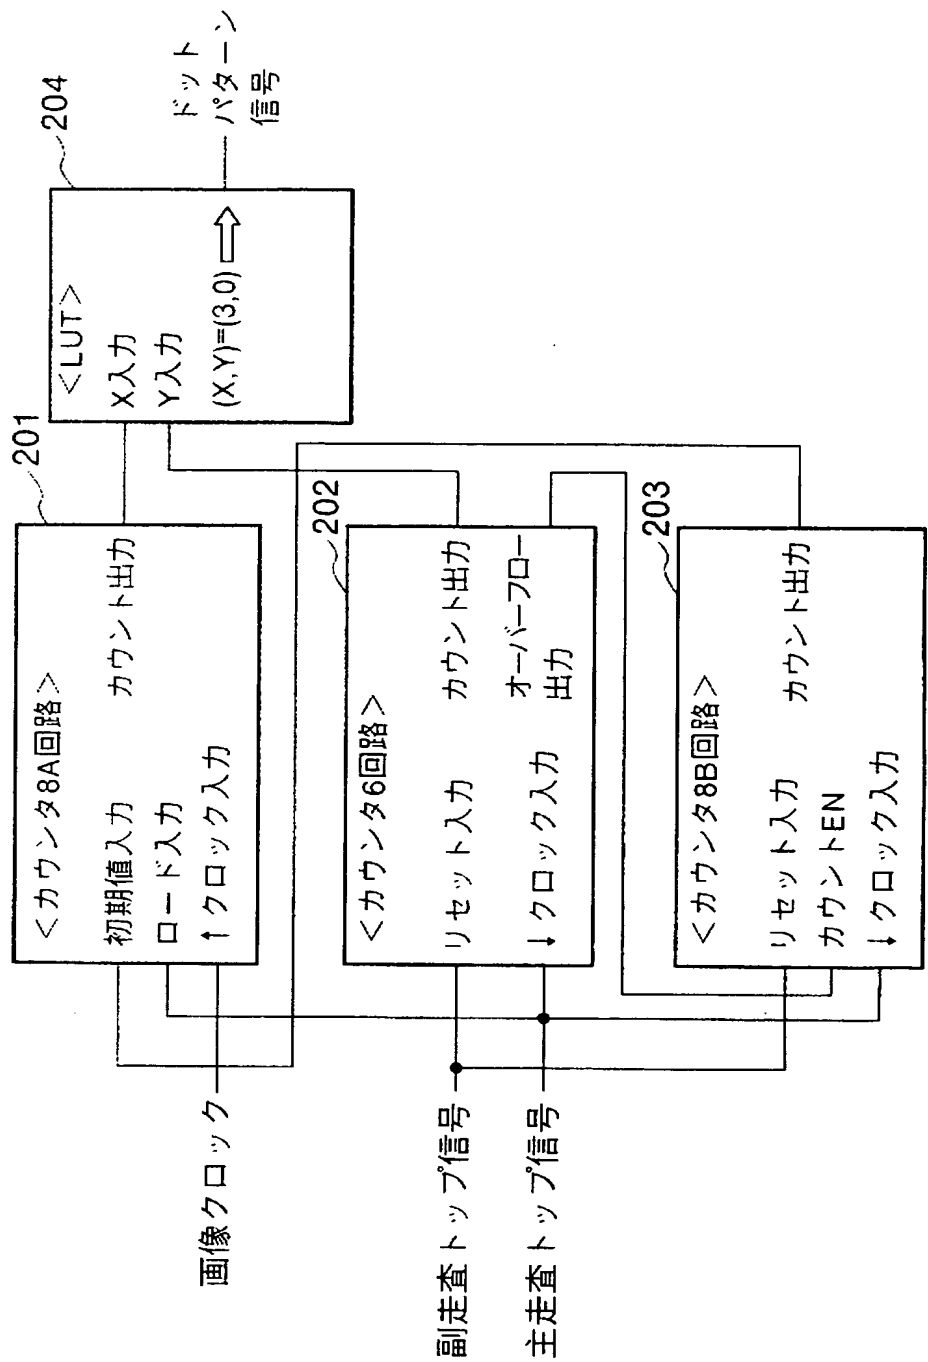 画像クロック
副走査トップ信号
主走査トップ信号
201
<カウンタ8A回路>
初期値入力
ロード入力
↑クロック入力
カウント出力
202
<カウンタ6回路>
リセット入力
↓クロック入力
カウント出力
オーバーフロー
出力
203
<カウンタ8B回路>
リセット入力
カウントEN
↓クロック入力
カウント出力
204
<LUT>
X入力
Y入力
(X,Y)=(3,0)⇨
ドット
パターン
信号